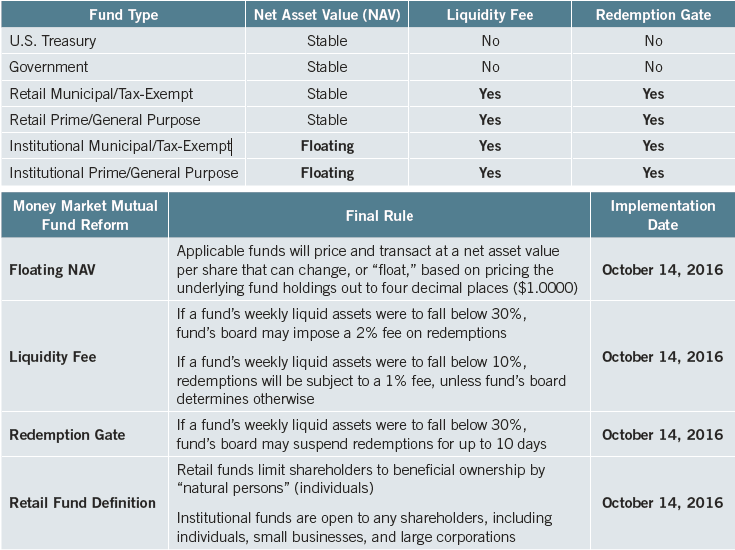 Fund Type Net Asset Value (NAV) Liquidity Fee Redemption Gate
U.S. Treasury Stable No No
Government Stable No No
Retail Municipal/Tax-Exempt Stable Yes Yes
Retail Prime/General Purpose Stable Yes Yes
Institutional Municipal/Tax-Exempt Floating Yes Yes
Institutional Prime/General Purpose Floating Yes Yes
Money Market Mutual
Fund Reform
Final Rule
Implementation
Date
Floating NAV
Applicable funds will price and transact at a net asset value
per share that can change, or “float,” based on pricing the
underlying fund holdings out to four decimal places ($1.0000)
October 14, 2016
Liquidity Fee
If a fund’s weekly liquid assets were to fall below 30%,
fund’s board may impose a 2% fee on redemptions
If a fund’s weekly liquid assets were to fall below 10%,
redemptions will be subject to a 1% fee, unless fund’s board
determines otherwise
October 14, 2016
Redemption Gate
If a fund’s weekly liquid assets were to fall below 30%,
fund’s board may suspend redemptions for up to 10 days
October 14, 2016
Retail Fund Definition
Retail funds limit shareholders to beneficial ownership by
“natural persons” (individuals)
Institutional funds are open to any shareholders, including
individuals, small businesses, and large corporations
October 14, 2016